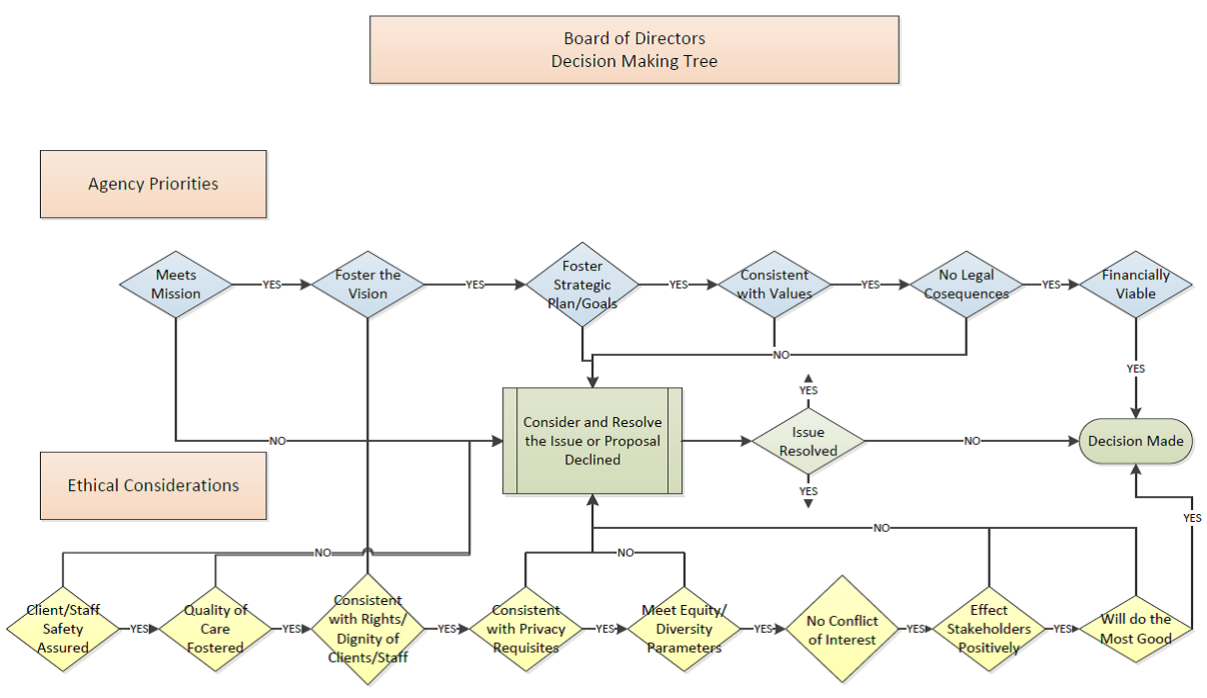 Board of Directors
Decision Making Tree
Agency Priorities
Meets
Mission
YES
Foster the
Vision
YES
Foster
Strategic
Plan/Goals
YES
Consistent
with Values
YES
No Legal
Cosequences
YES
Financially
Viable
NO
YES
YES
Consider and Resolve
the Issue or Proposal
Declined
Issue
Resolved
NO
Decision Made
NO
YES
Ethical Considerations
NO
NO
NO
YES
Client/Staff
Safety
Assured
YES
Quality of
Care
Fostered
YES
Consistent
with Rights/
Dignity of
Clients/Staff
YES
Consistent
with Privacy
Requisites
YES
Meet Equity/
Diversity
Parameters
YES
No Conflict
of Interest
YES
Effect
Stakeholders
Positively
YES
Will do the
Most Good